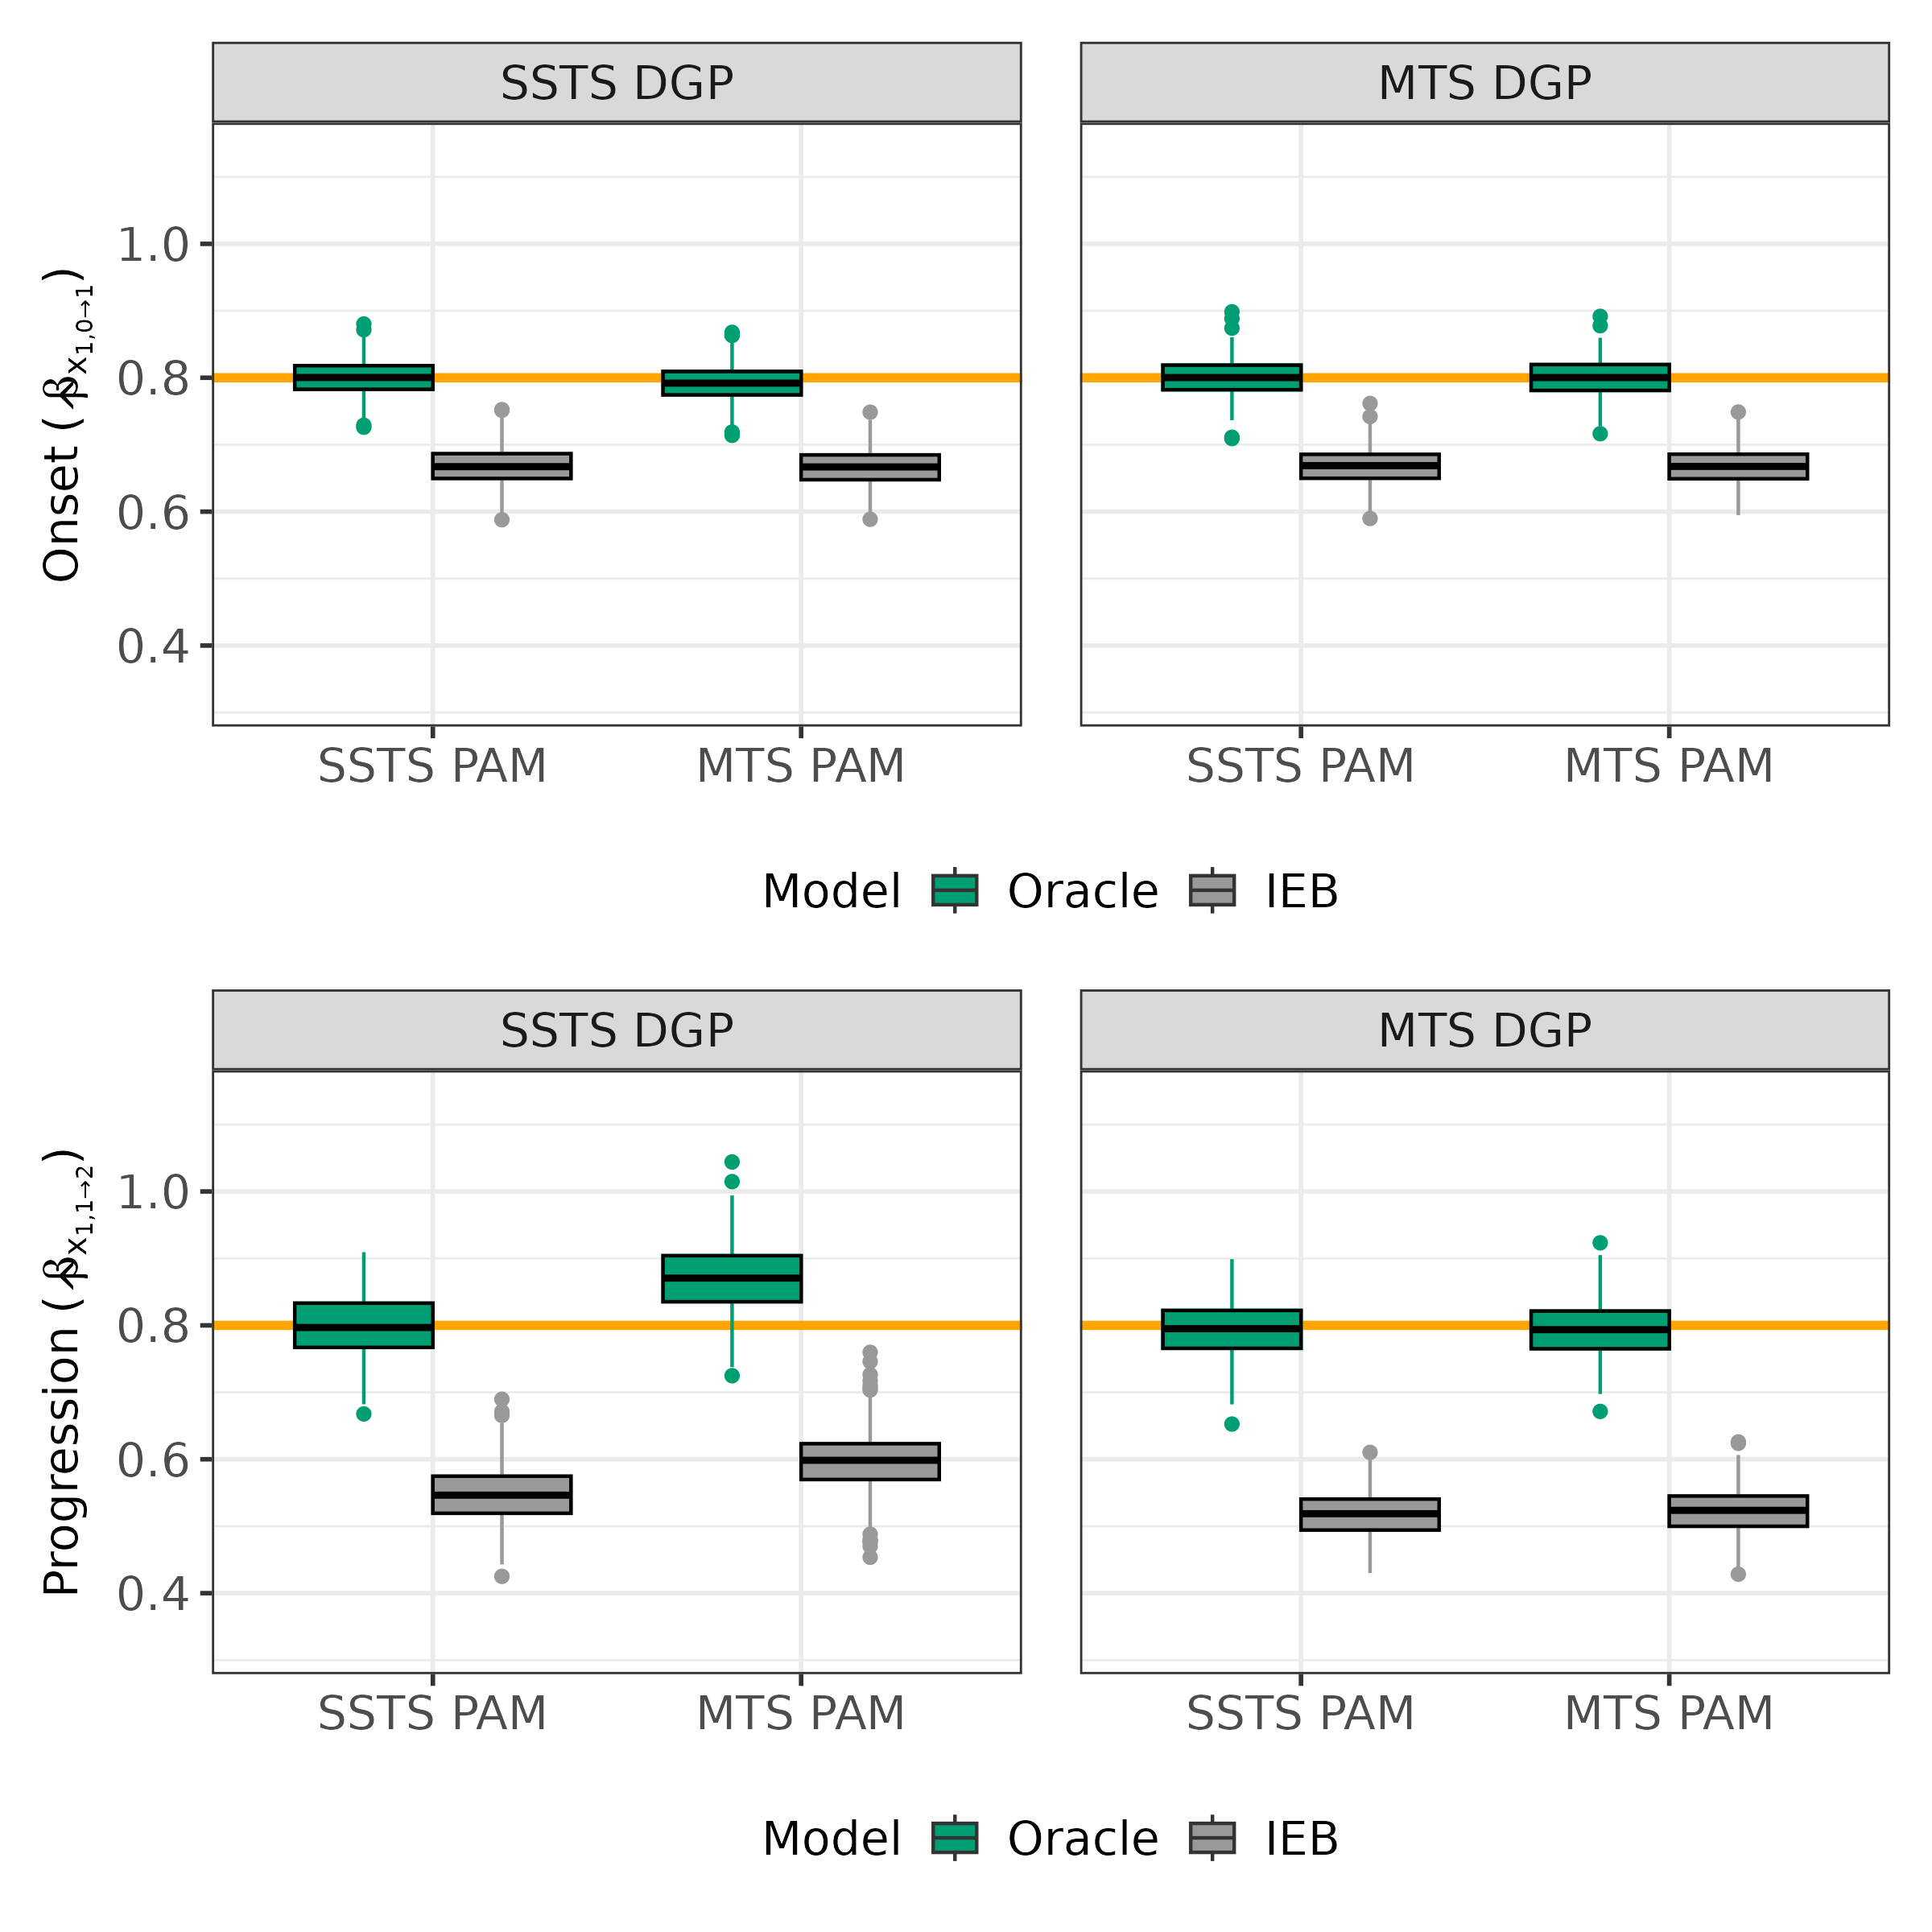 SSTS DGP MTS DGP
Onset (β̂x1,0→1)
1.0
0.8
0.6
0.4
SSTS PAM MTS PAM SSTS PAM MTS PAM
Model Oracle IEB
SSTS DGP MTS DGP
Progression (β̂x1,1→2)
1.0
0.8
0.6
0.4
SSTS PAM MTS PAM SSTS PAM MTS PAM
Model Oracle IEB